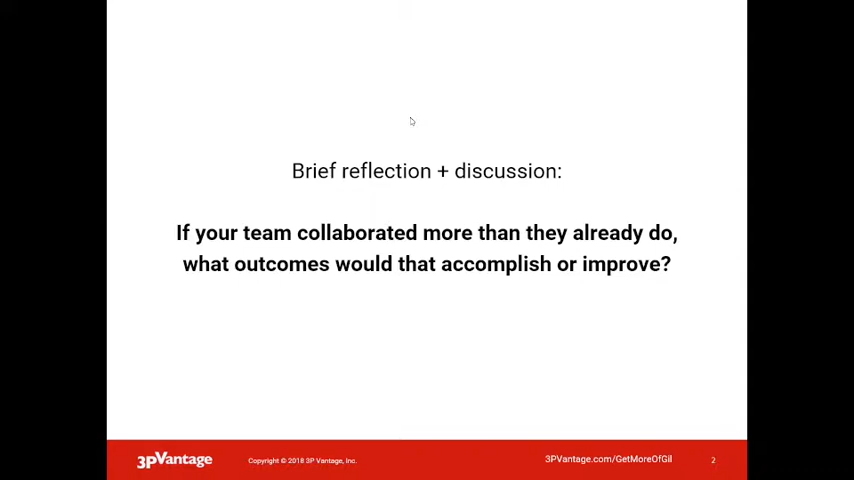 Brief reflection + discussion:
If your team collaborated more than they already do,
what outcomes would that accomplish or improve?
3pVantage
Copyright © 2018 3P Vantage, Inc.
3PVantage.com/GetMoreOfGil
2